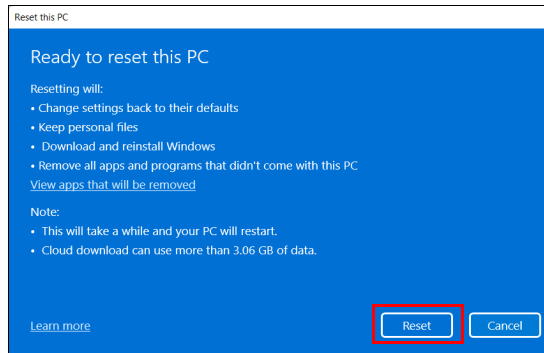 Reset this PC
Ready to reset this PC
Resetting will:
• Change settings back to their defaults
• Keep personal files
• Download and reinstall Windows
• Remove all apps and programs that didn't come with this PC
View apps that will be removed
Note:
• This will take a while and your PC will restart.
• Cloud download can use more than 3.06 GB of data.
Learn more
Reset
Cancel